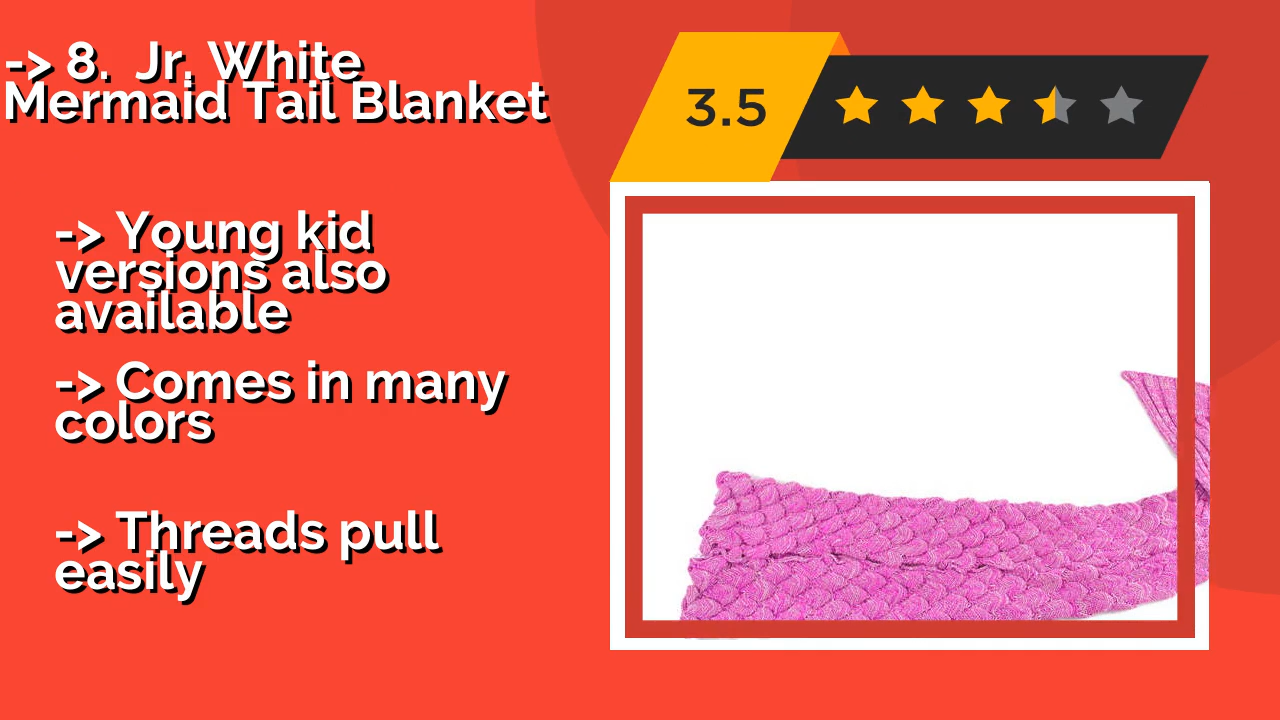 -> 8.  Jr. White
Mermaid Tail Blanket
3.5
-> Young kid
versions also
available
-> Comes in many
colors
-> Threads pull
easily